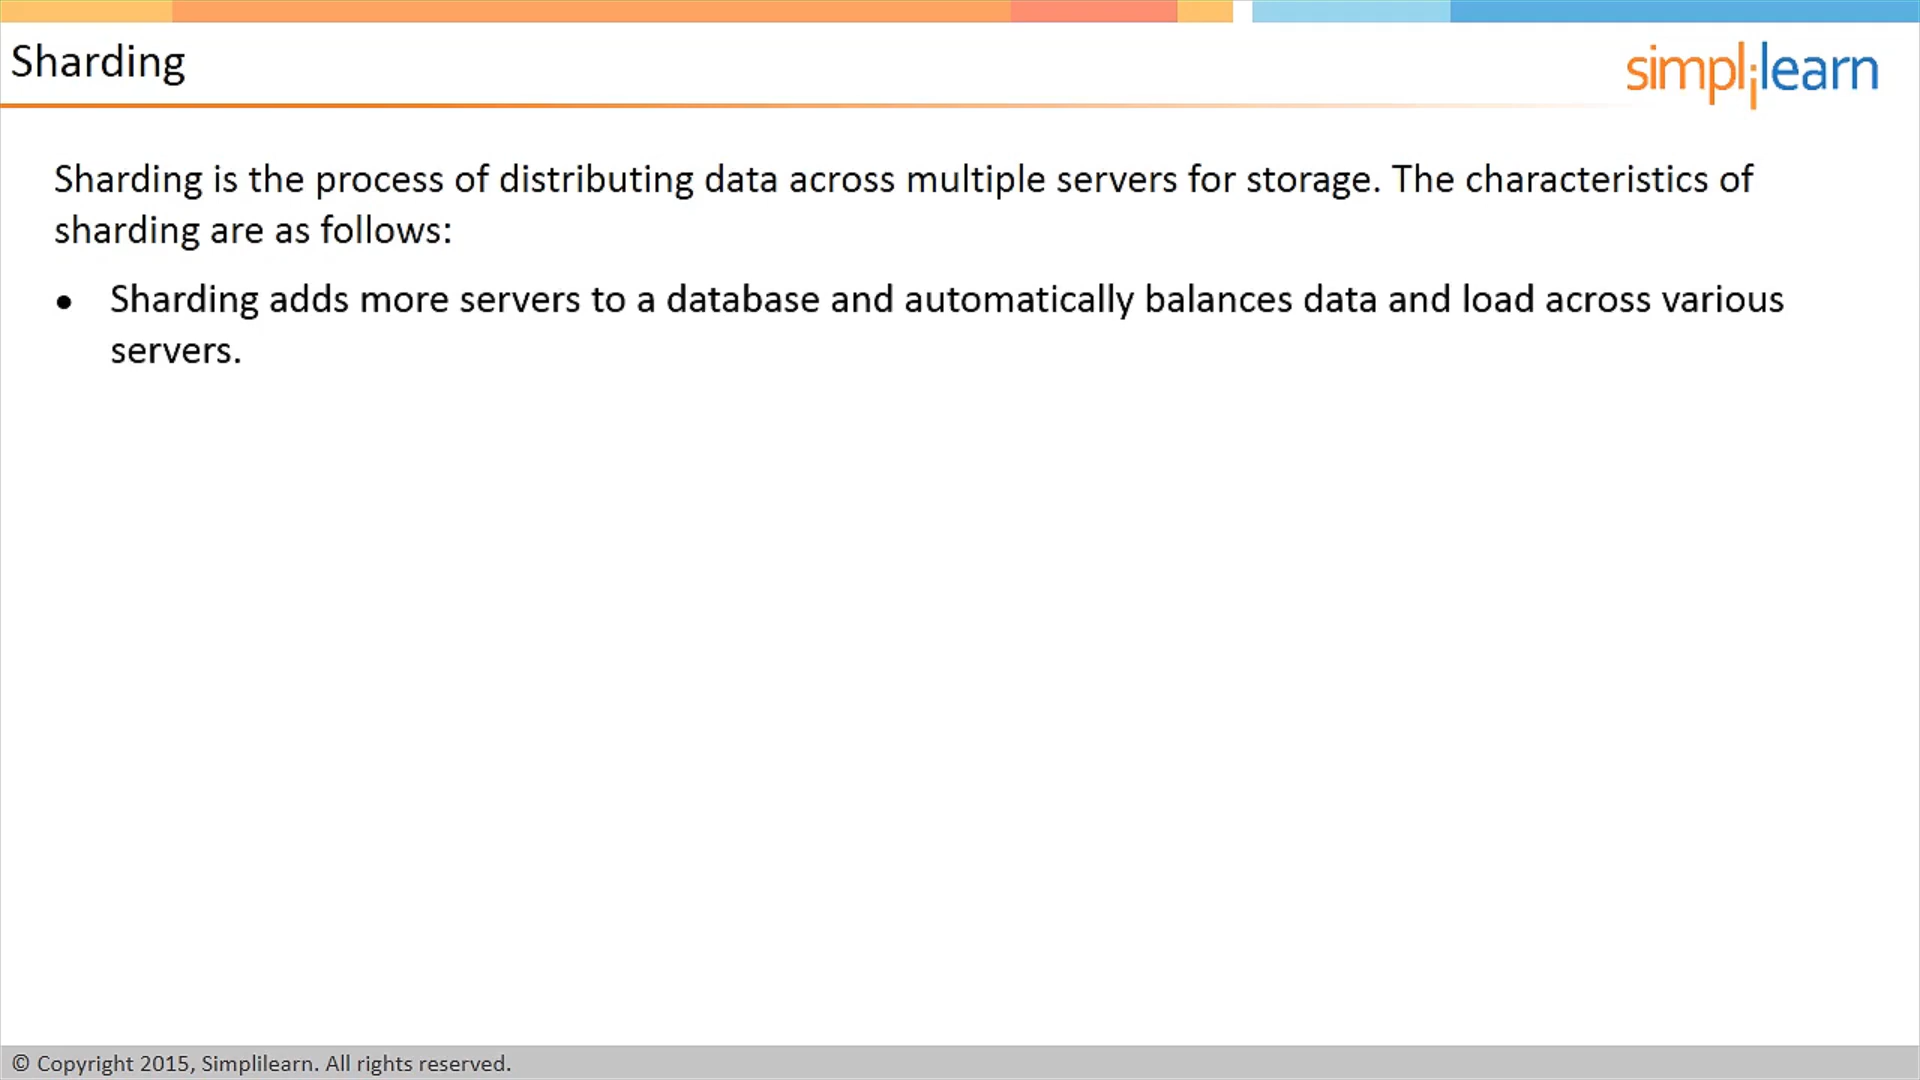 Sharding
simplilearn
Sharding is the process of distributing data across multiple servers for storage. The characteristics of
sharding are as follows:
• Sharding adds more servers to a database and automatically balances data and load across various
servers.
© Copyright 2015, Simplilearn. All rights reserved.